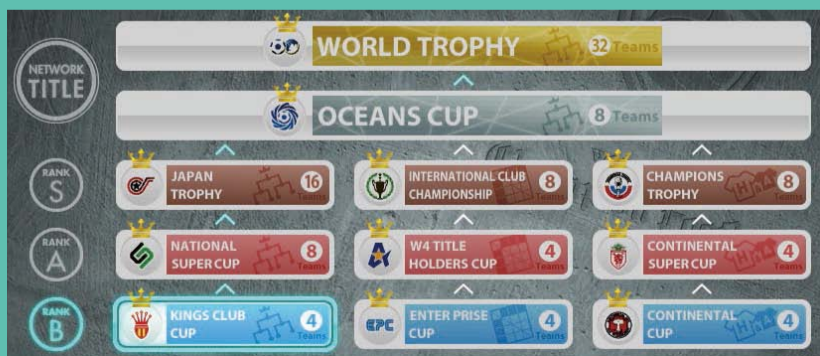 WORLD TROPHY 32 Teams
NETWORK
TITLE
OCEANS CUP 8 Teams
RANK
S
JAPAN
TROPHY
16
Teams
INTERNATIONAL CLUB
CHAMPIONSHIP
8
Teams
CHAMPIONS
TROPHY
8
Teams
RANK
A
NATIONAL
SUPER CUP
8
Teams
W4 TITLE
HOLDERS CUP
4
Teams
CONTINENTAL
SUPER CUP
4
Teams
RANK
B
KINGS CLUB
CUP
4
Teams
EPC
ENTER PRISE
CUP
4
Teams
CONTINENTAL
CUP
4
Teams